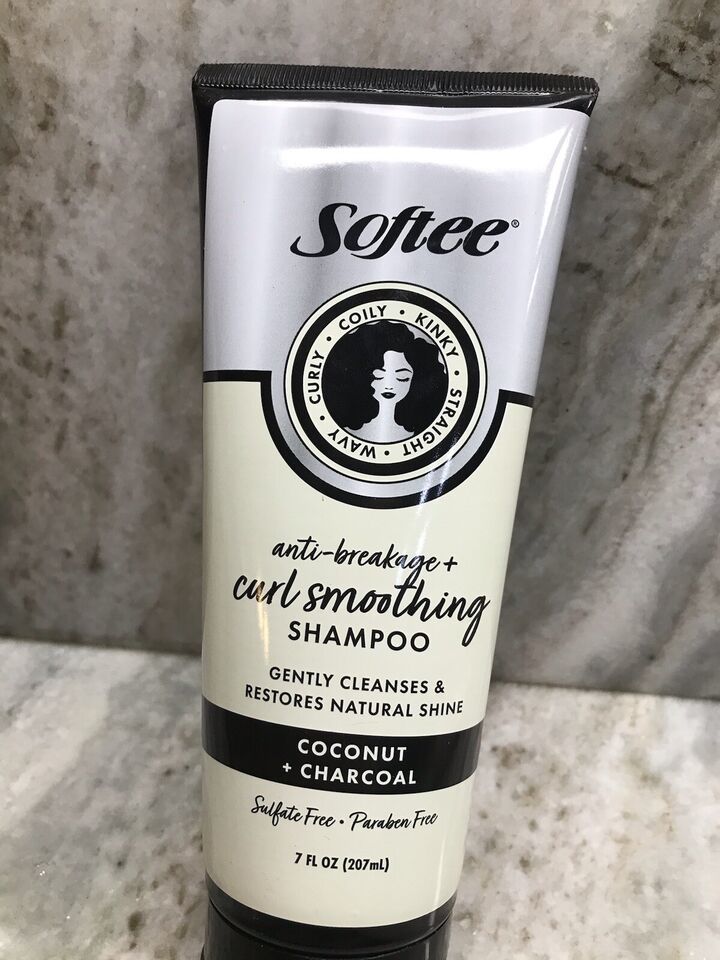 Softee®
WAVY • CURLY • COILY • KINKY • STRAIGHT •
anti-breakage +
curl smoothing
SHAMPOO
GENTLY CLEANSES &
RESTORES NATURAL SHINE
COCONUT
+ CHARCOAL
Sulfate Free • Paraben Free
7 FL OZ (207mL)